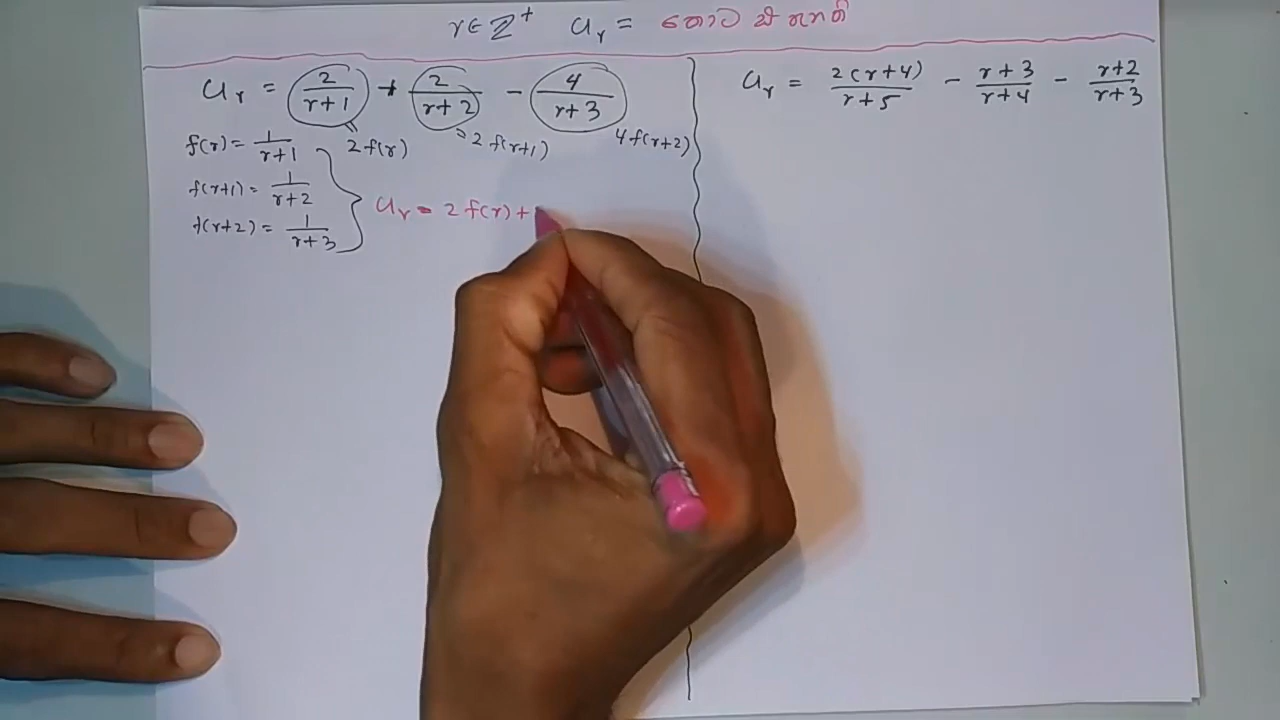 r ∈ ℤ⁺ Uᵣ = තොට
Uᵣ = 2/(r+1) + 2/(r+2) - 4/(r+3)
f(r) = 1/(r+1) 2f(r) = 2f(r+1) 4f(r+2)
f(r+1) = 1/(r+2)
f(r+2) = 1/(r+3)
Uᵣ = 2f(r) +
Uᵣ = 2(r+4)/(r+5) - (r+3)/(r+4) - (r+2)/(r+3)